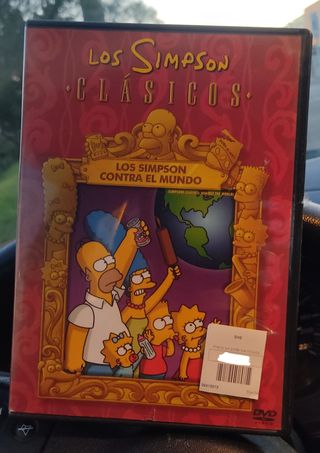 LOS SIMPSON
CLÁSICOS
LOS SIMPSON
CONTRA EL MUNDO
DVD